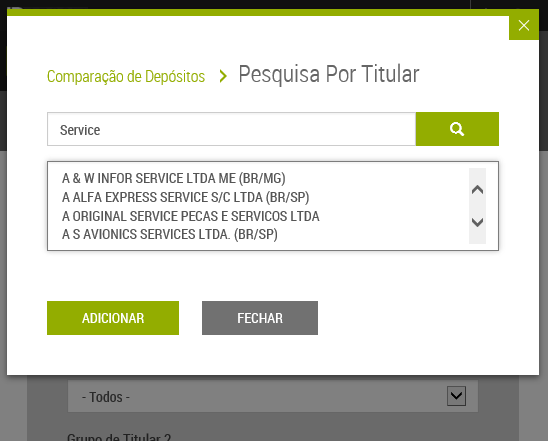 Comparação de Depósitos > Pesquisa Por Titular
Service
A & W INFOR SERVICE LTDA ME (BR/MG)
A ALFA EXPRESS SERVICE S/C LTDA (BR/SP)
A ORIGINAL SERVICE PECAS E SERVICOS LTDA
A S AVIONICS SERVICES LTDA. (BR/SP)
ADICIONAR FECHAR
- Todos -
Grupo de Titular 2